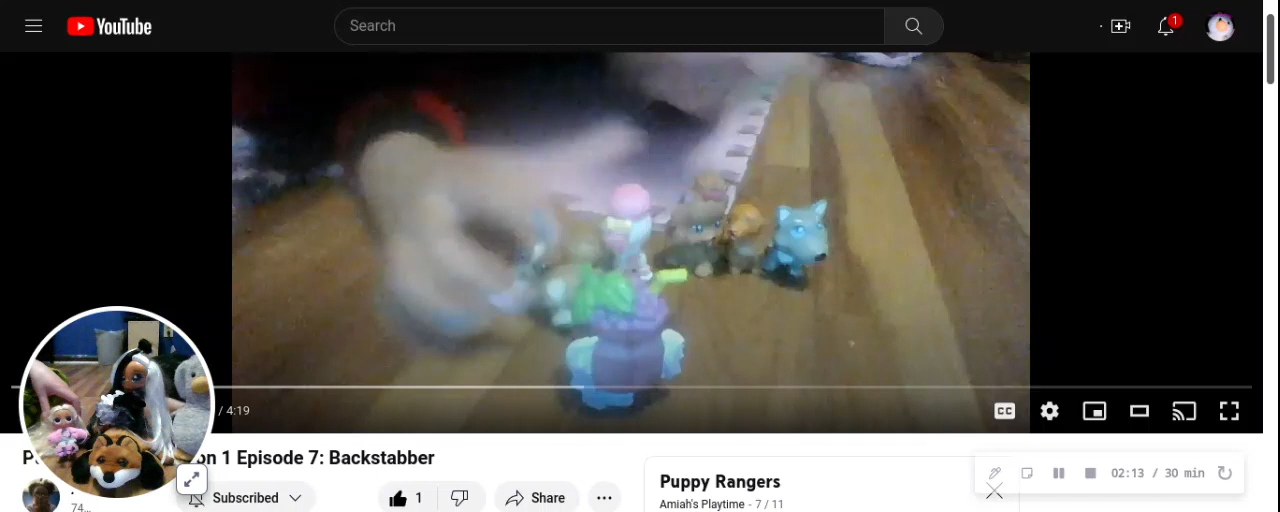 YouTube
Search
1
/ 4:19
CC
on 1 Episode 7: Backstabber
Subscribed
1
Share
74...
Puppy Rangers
Amiah's Playtime - 7 / 11
02:13 / 30 min